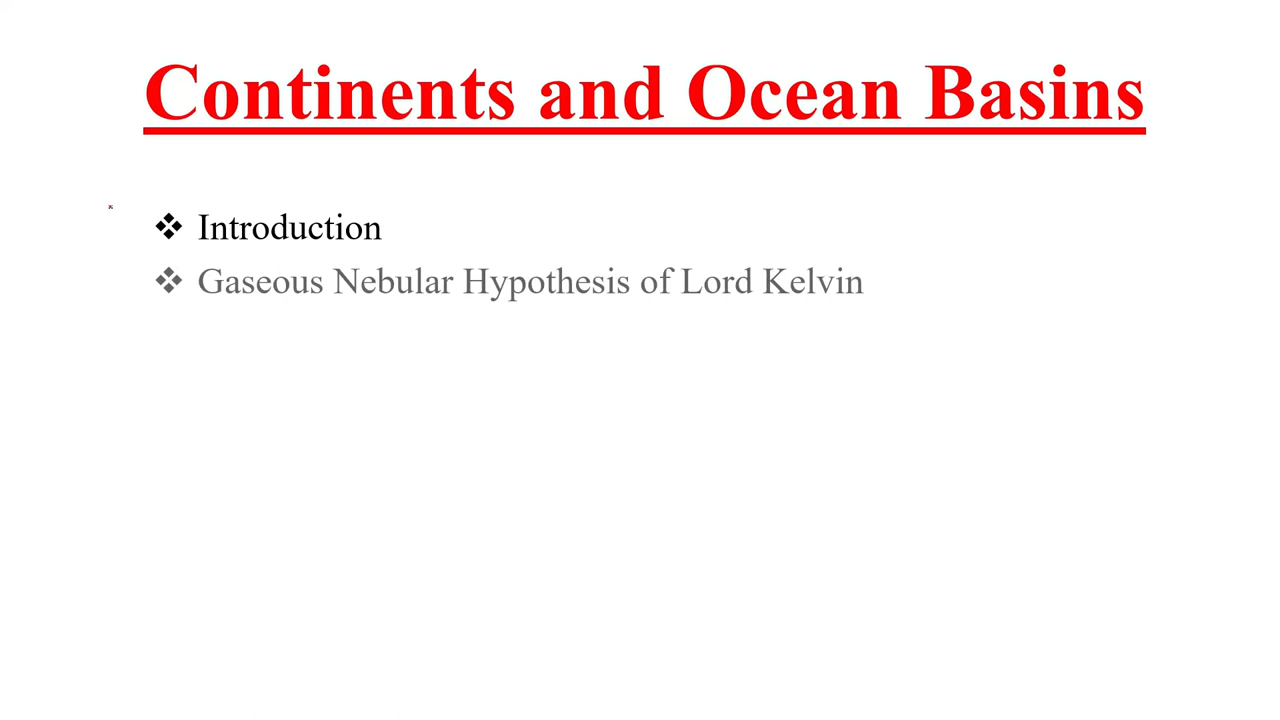 Continents and Ocean Basins
❖ Introduction
❖ Gaseous Nebular Hypothesis of Lord Kelvin